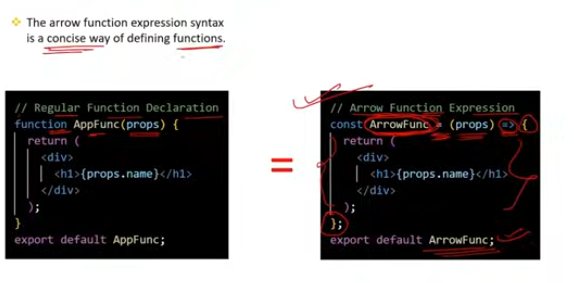 The arrow function expression syntax
is a concise way of defining functions.
// Regular Function Declaration
function AppFunc(props) {
return (
<div>
<h1>{props.name}</h1>
</div>
);
}
export default AppFunc;
=
// Arrow Function Expression
const ArrowFunc = (props) => {
return (
<div>
<h1>{props.name}</h1>
</div>
);
};
export default ArrowFunc;